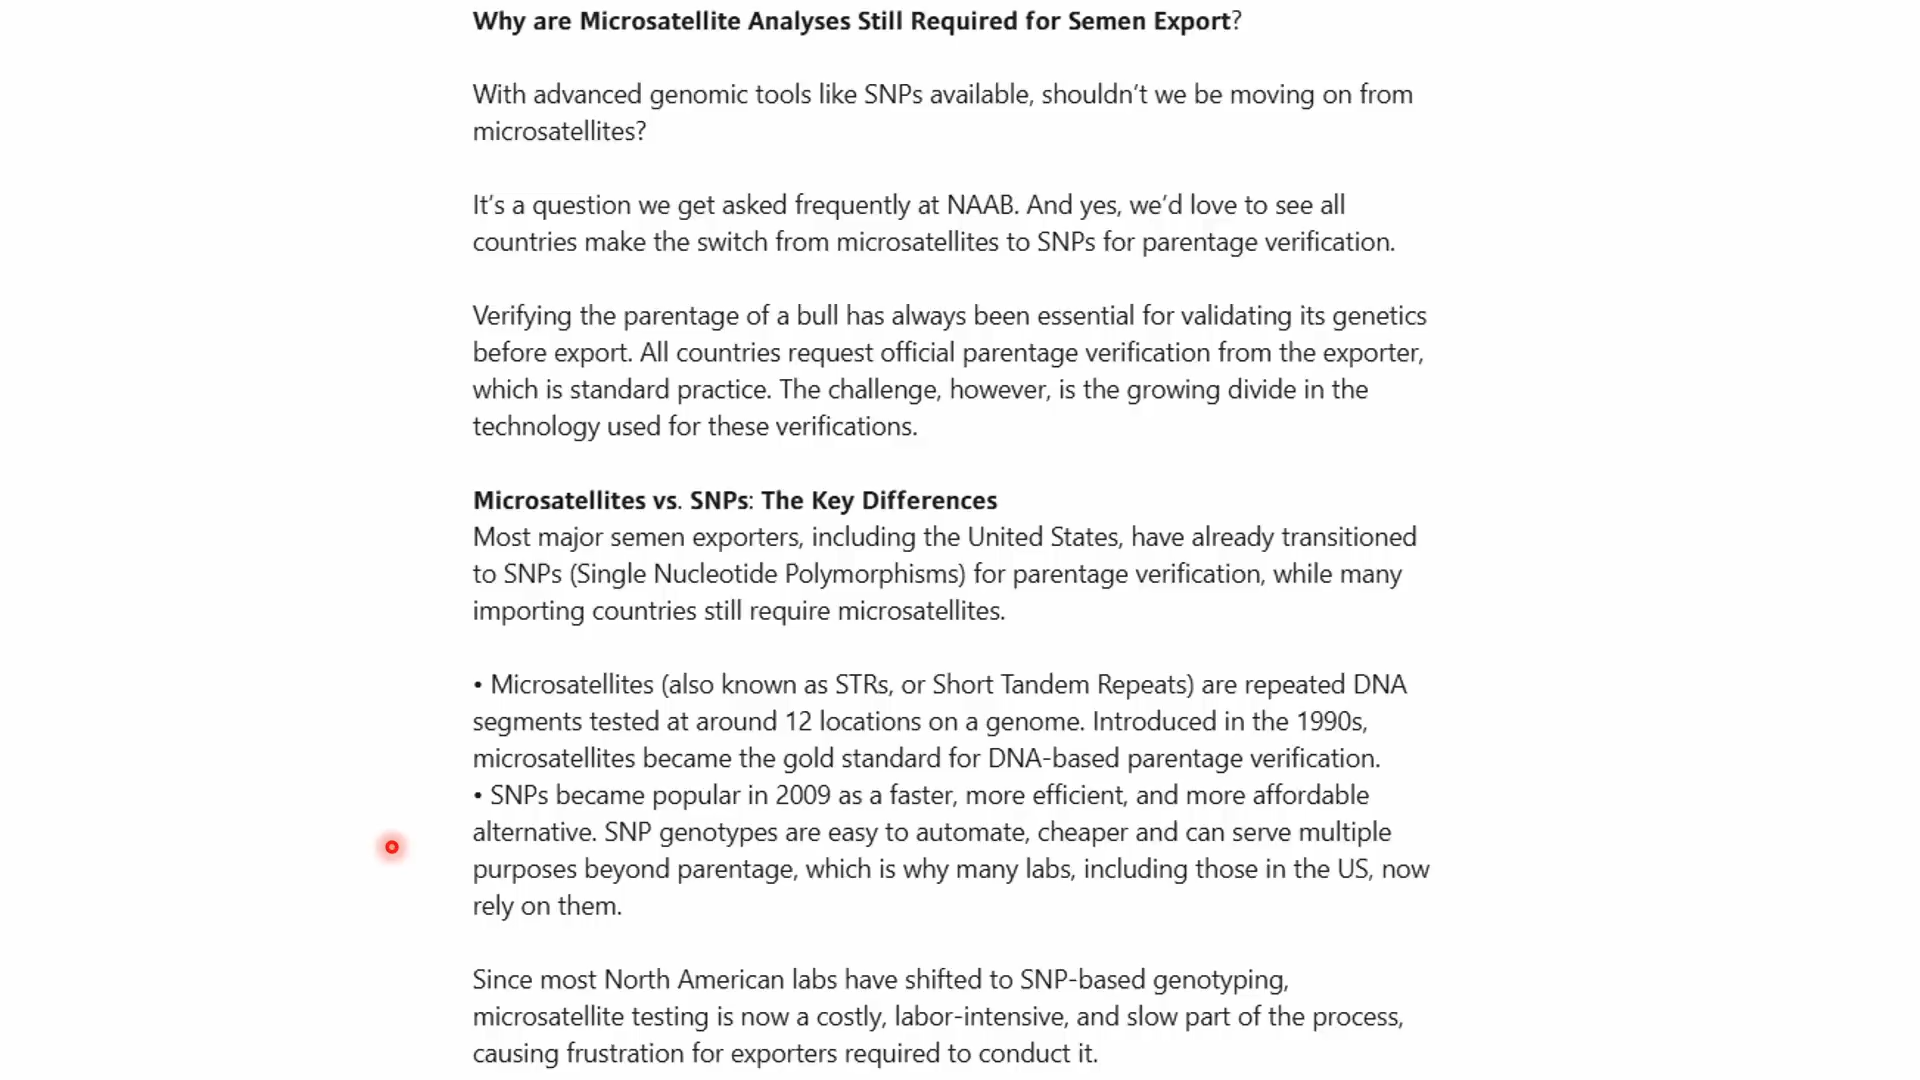 Why are Microsatellite Analyses Still Required for Semen Export?
With advanced genomic tools like SNPs available, shouldn’t we be moving on from
microsatellites?
It’s a question we get asked frequently at NAAB. And yes, we’d love to see all
countries make the switch from microsatellites to SNPs for parentage verification.
Verifying the parentage of a bull has always been essential for validating its genetics
before export. All countries request official parentage verification from the exporter,
which is standard practice. The challenge, however, is the growing divide in the
technology used for these verifications.
Microsatellites vs. SNPs: The Key Differences
Most major semen exporters, including the United States, have already transitioned
to SNPs (Single Nucleotide Polymorphisms) for parentage verification, while many
importing countries still require microsatellites.
• Microsatellites (also known as STRs, or Short Tandem Repeats) are repeated DNA
segments tested at around 12 locations on a genome. Introduced in the 1990s,
microsatellites became the gold standard for DNA-based parentage verification.
• SNPs became popular in 2009 as a faster, more efficient, and more affordable
alternative. SNP genotypes are easy to automate, cheaper and can serve multiple
purposes beyond parentage, which is why many labs, including those in the US, now
rely on them.
Since most North American labs have shifted to SNP-based genotyping,
microsatellite testing is now a costly, labor-intensive, and slow part of the process,
causing frustration for exporters required to conduct it.